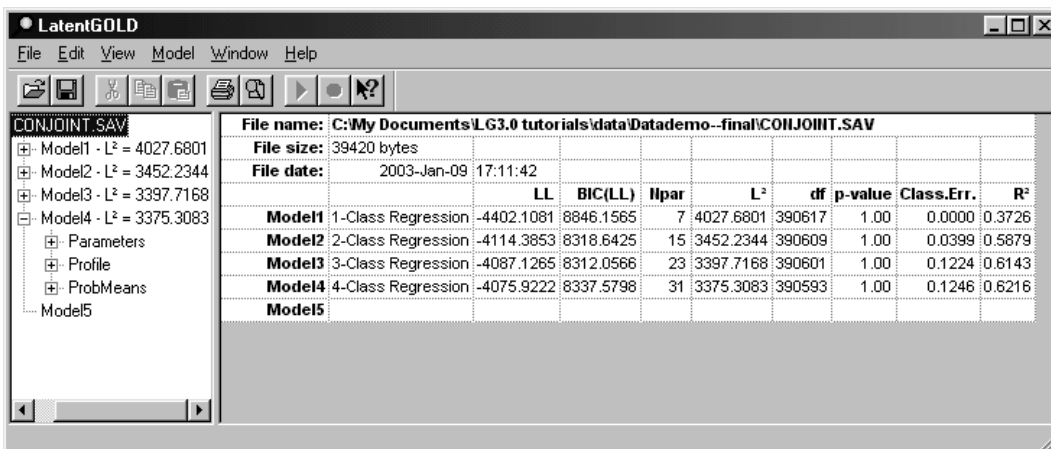 LatentGOLD
File Edit View Model Window Help
CONJOINT.SAV
Model1 - L² = 4027.6801
Model2 - L² = 3452.2344
Model3 - L² = 3397.7168
Model4 - L² = 3375.3083
Parameters
Profile
ProbMeans
Model5
File name: C:\My Documents\LG3.0 tutorials\data\Datademo--final\CONJOINT.SAV
File size: 39420 bytes
File date: 2003-Jan-09 17:11:42
LL BIC(LL) Npar L² df p-value Class.Err. R²
Model1 1-Class Regression -4402.1081 8846.1565 7 4027.6801 390617 1.00 0.0000 0.3726
Model2 2-Class Regression -4114.3853 8318.6425 15 3452.2344 390609 1.00 0.0399 0.5879
Model3 3-Class Regression -4087.1265 8312.0566 23 3397.7168 390601 1.00 0.1224 0.6143
Model4 4-Class Regression -4075.9222 8337.5798 31 3375.3083 390593 1.00 0.1246 0.6216
Model5